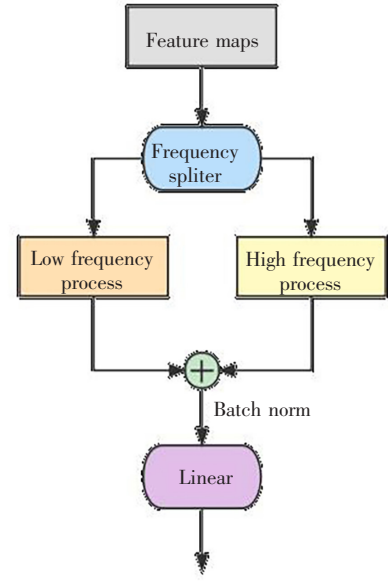 Feature maps
Frequency
spliter
Low frequency
process
High frequency
process
Batch norm
Linear